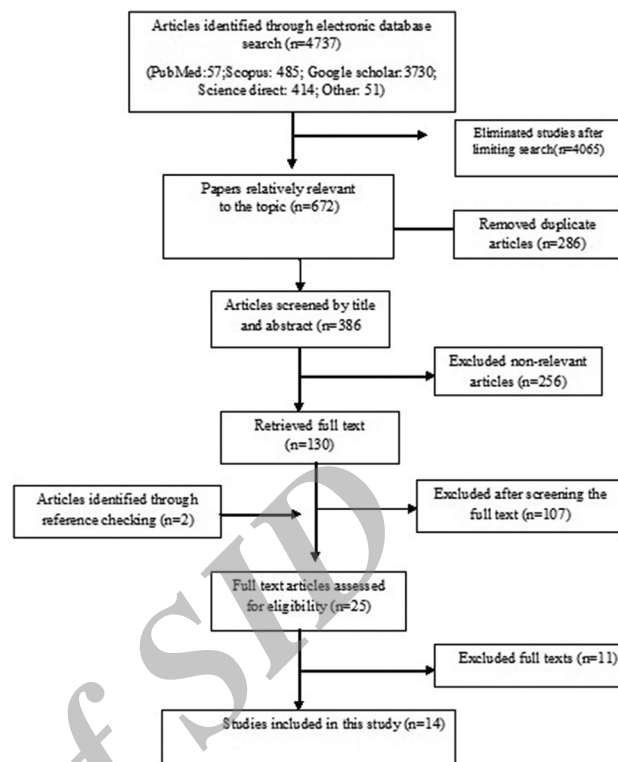 Articles identified through electronic database
search (n=4737)
(PubMed:57;Scopus: 485; Google scholar:3730;
Science direct: 414; Other: 51)
Eliminated studies after
limiting search(n=4065)
Papers relatively relevant
to the topic (n=672)
Removed duplicate
articles (n=286)
Articles screened by title
and abstract (n=386
Excluded non-relevant
articles (n=256)
Retrieved full text
(n=130)
Articles identified through
reference checking (n=2)
Excluded after screening the
full text (n=107)
Full text articles assessed
for eligibility (n=25)
Excluded full texts (n=11)
Studies included in this study (n=14)
of SID